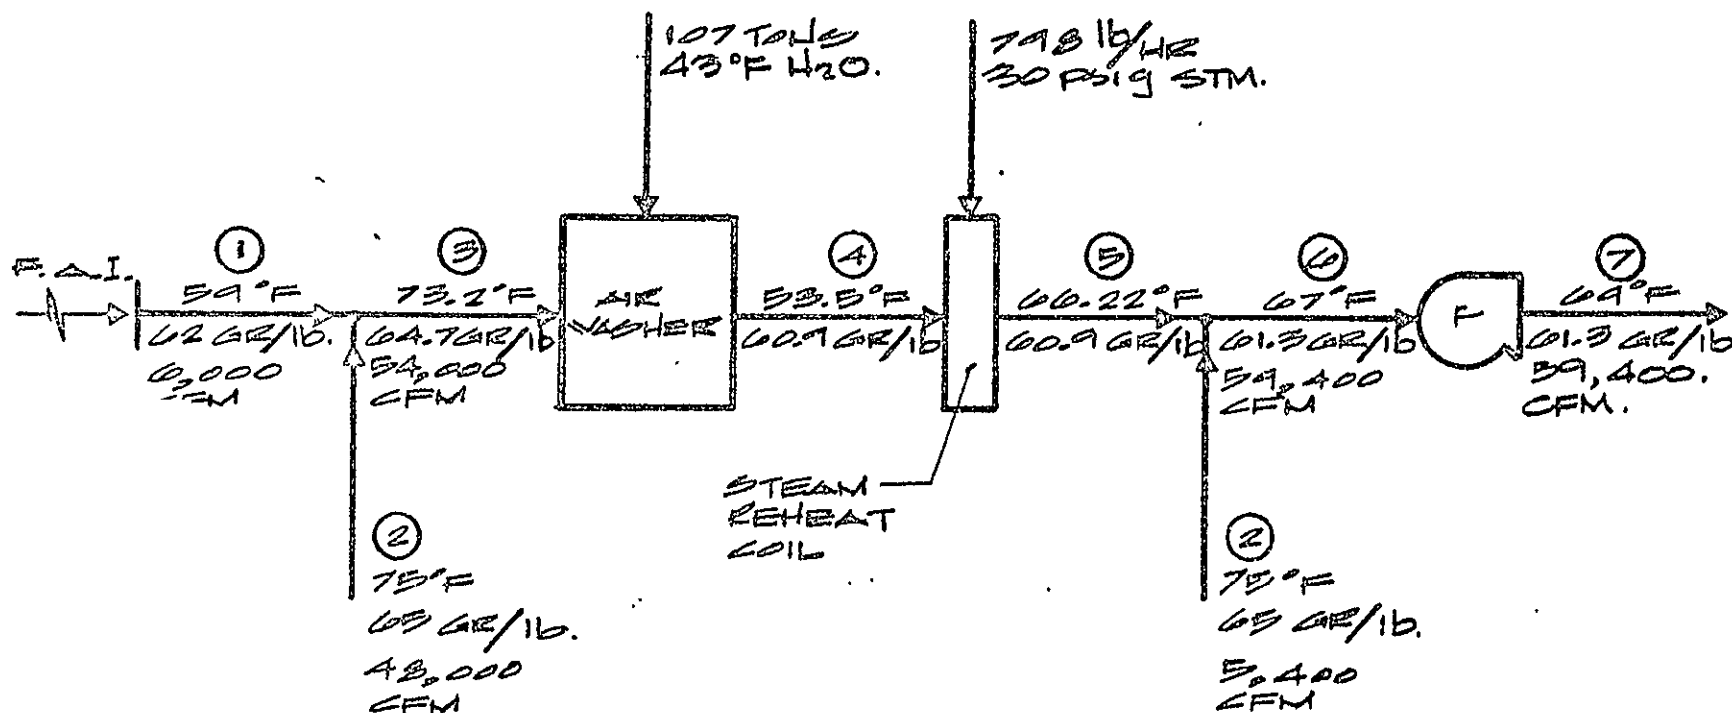 107 TONS
43°F H2O.
798 lb/HR
30 psig STM.
F.A.I.
1
59°F
62 GR/lb.
6,000
CFM
3
73.2°F
64.7GR/lb
54,000
CFM
AIR
WASHER
4
53.5°F
60.9 GR/lb
5
66.22°F
60.9 GR/lb
6
67°F
61.3GR/lb
59,400
CFM
F
7
69°F
61.3 GR/lb
59,400.
CFM.
STEAM
REHEAT
COIL
2
75°F
65 GR/lb.
48,000
CFM
2
75°F
65 GR/lb.
5,400
CFM